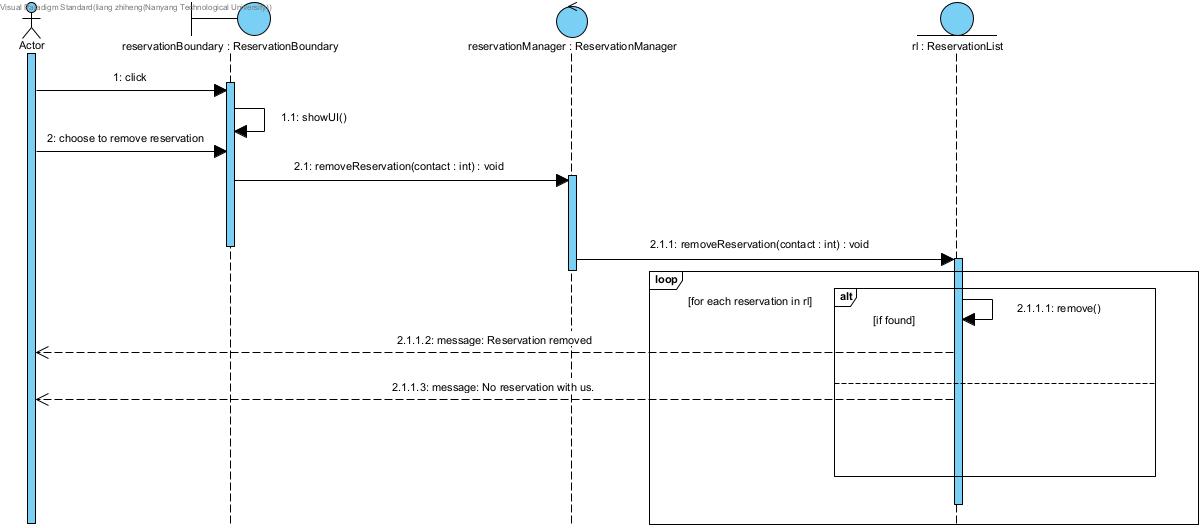 Visual Paradigm Standard(liang zhiheng(Nanyang Technological University))
Actor
reservationBoundary : ReservationBoundary
reservationManager : ReservationManager
rl : ReservationList
1: click
1.1: showUI()
2: choose to remove reservation
2.1: removeReservation(contact : int) : void
2.1.1: removeReservation(contact : int) : void
loop
[for each reservation in rl]
alt
[if found]
2.1.1.1: remove()
2.1.1.2: message: Reservation removed
2.1.1.3: message: No reservation with us.